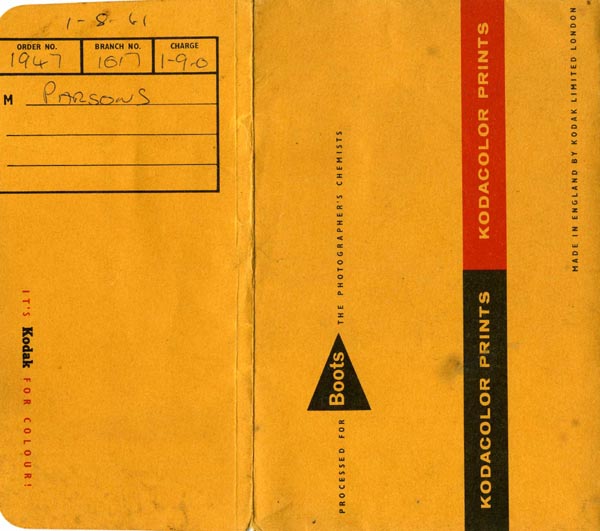 1-8-61
ORDER NO. BRANCH NO. CHARGE
1947 1617 1-9-0
M PARSONS
IT'S Kodak FOR COLOUR!
PROCESSED FOR Boots THE PHOTOGRAPHER'S CHEMISTS
KODACOLOR PRINTS KODACOLOR PRINTS
MADE IN ENGLAND BY KODAK LIMITED LONDON